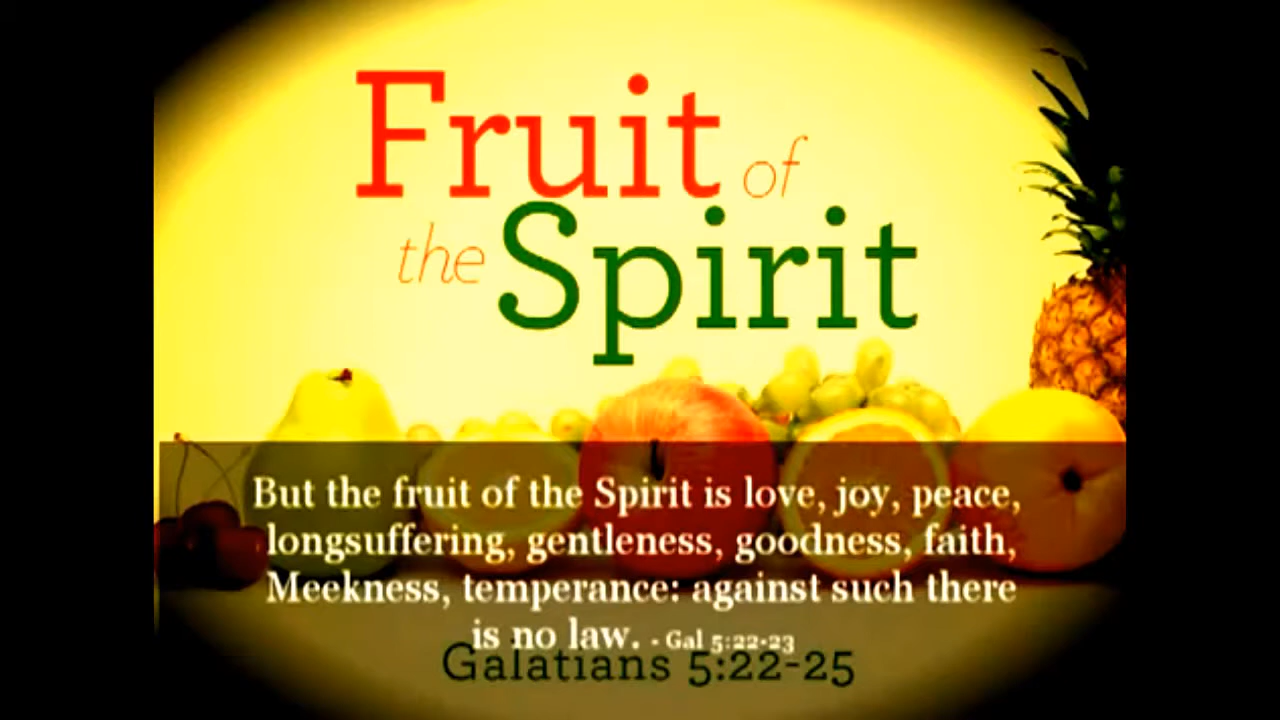 Fruit of
the Spirit
But the fruit of the Spirit is love, joy, peace,
longsuffering, gentleness, goodness, faith,
Meekness, temperance: against such there
is no law. - Gal 5:22-23
Galatians 5:22-25